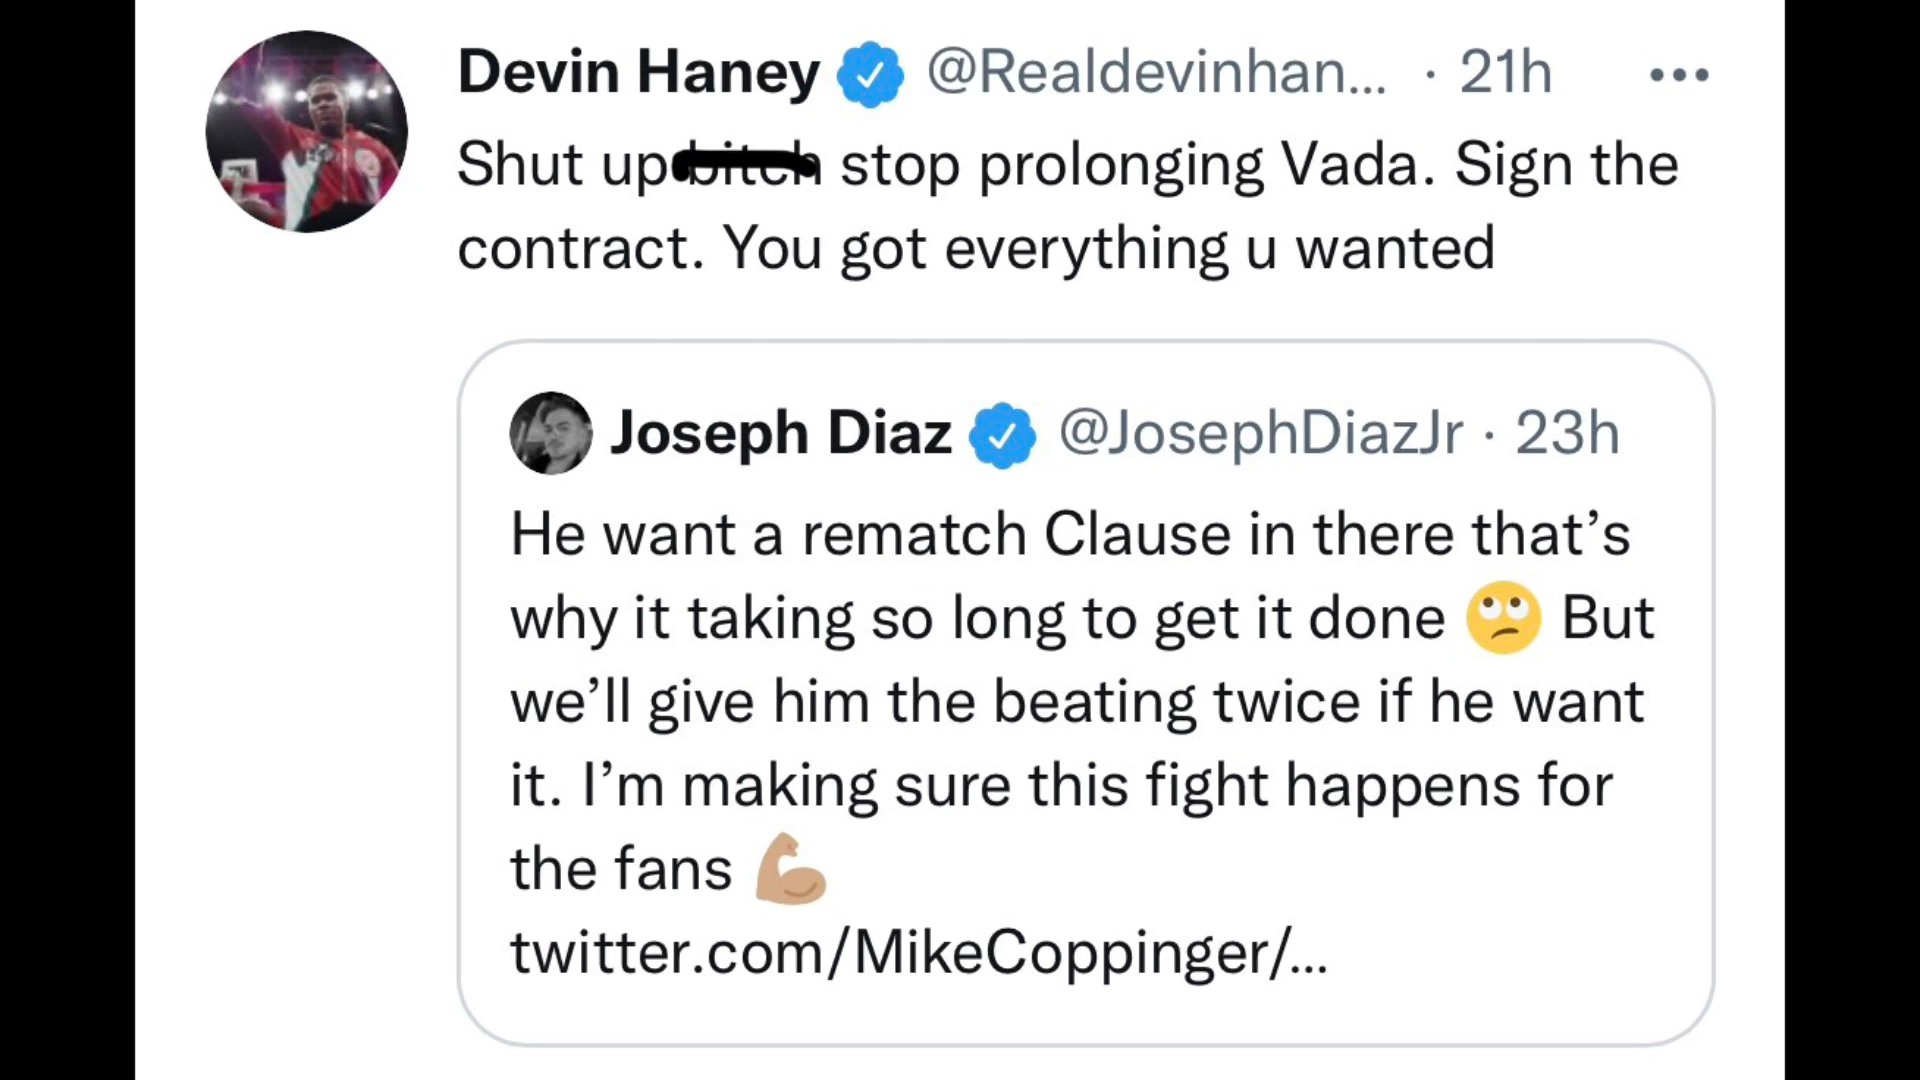 Devin Haney @Realdevinhan... · 21h
Shut up bitch stop prolonging Vada. Sign the
contract. You got everything u wanted
Joseph Diaz @JosephDiazJr · 23h
He want a rematch Clause in there that’s
why it taking so long to get it done 🙄 But
we’ll give him the beating twice if he want
it. I’m making sure this fight happens for
the fans 💪🏼
twitter.com/MikeCoppinger/...